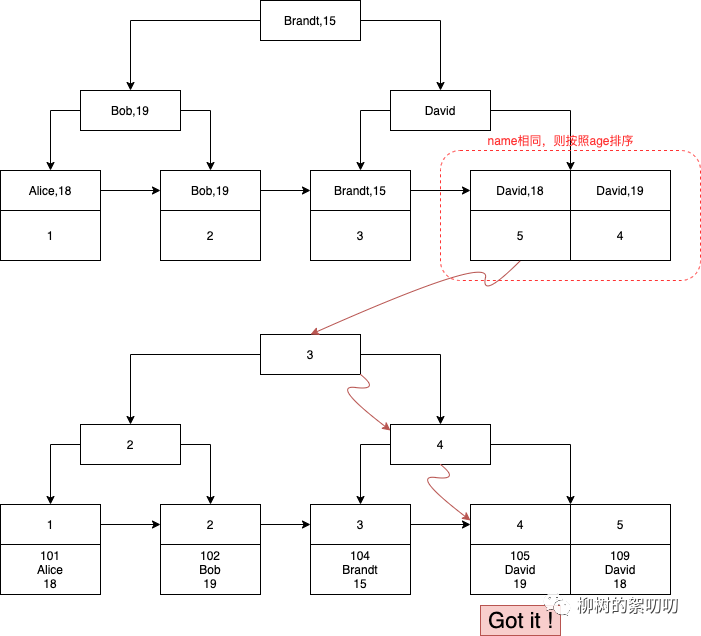 Brandt,15
Bob,19
David
name相同，则按照age排序
Alice,18
Bob,19
Brandt,15
David,18
David,19
1
2
3
5
4
3
2
4
1
2
3
4
5
101
Alice
18
102
Bob
19
104
Brandt
15
105
David
19
109
David
18
Got it !
柳树的絮叨叨